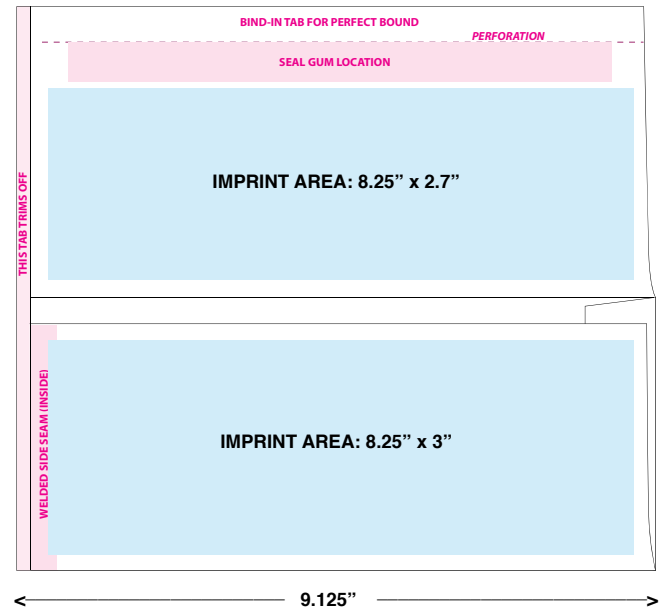 BIND-IN TAB FOR PERFECT BOUND
PERFORATION
SEAL GUM LOCATION
IMPRINT AREA: 8.25” x 2.7”
THIS TAB TRIMS OFF
WELDED SIDE SEAM (INSIDE)
IMPRINT AREA: 8.25” x 3”
9.125”